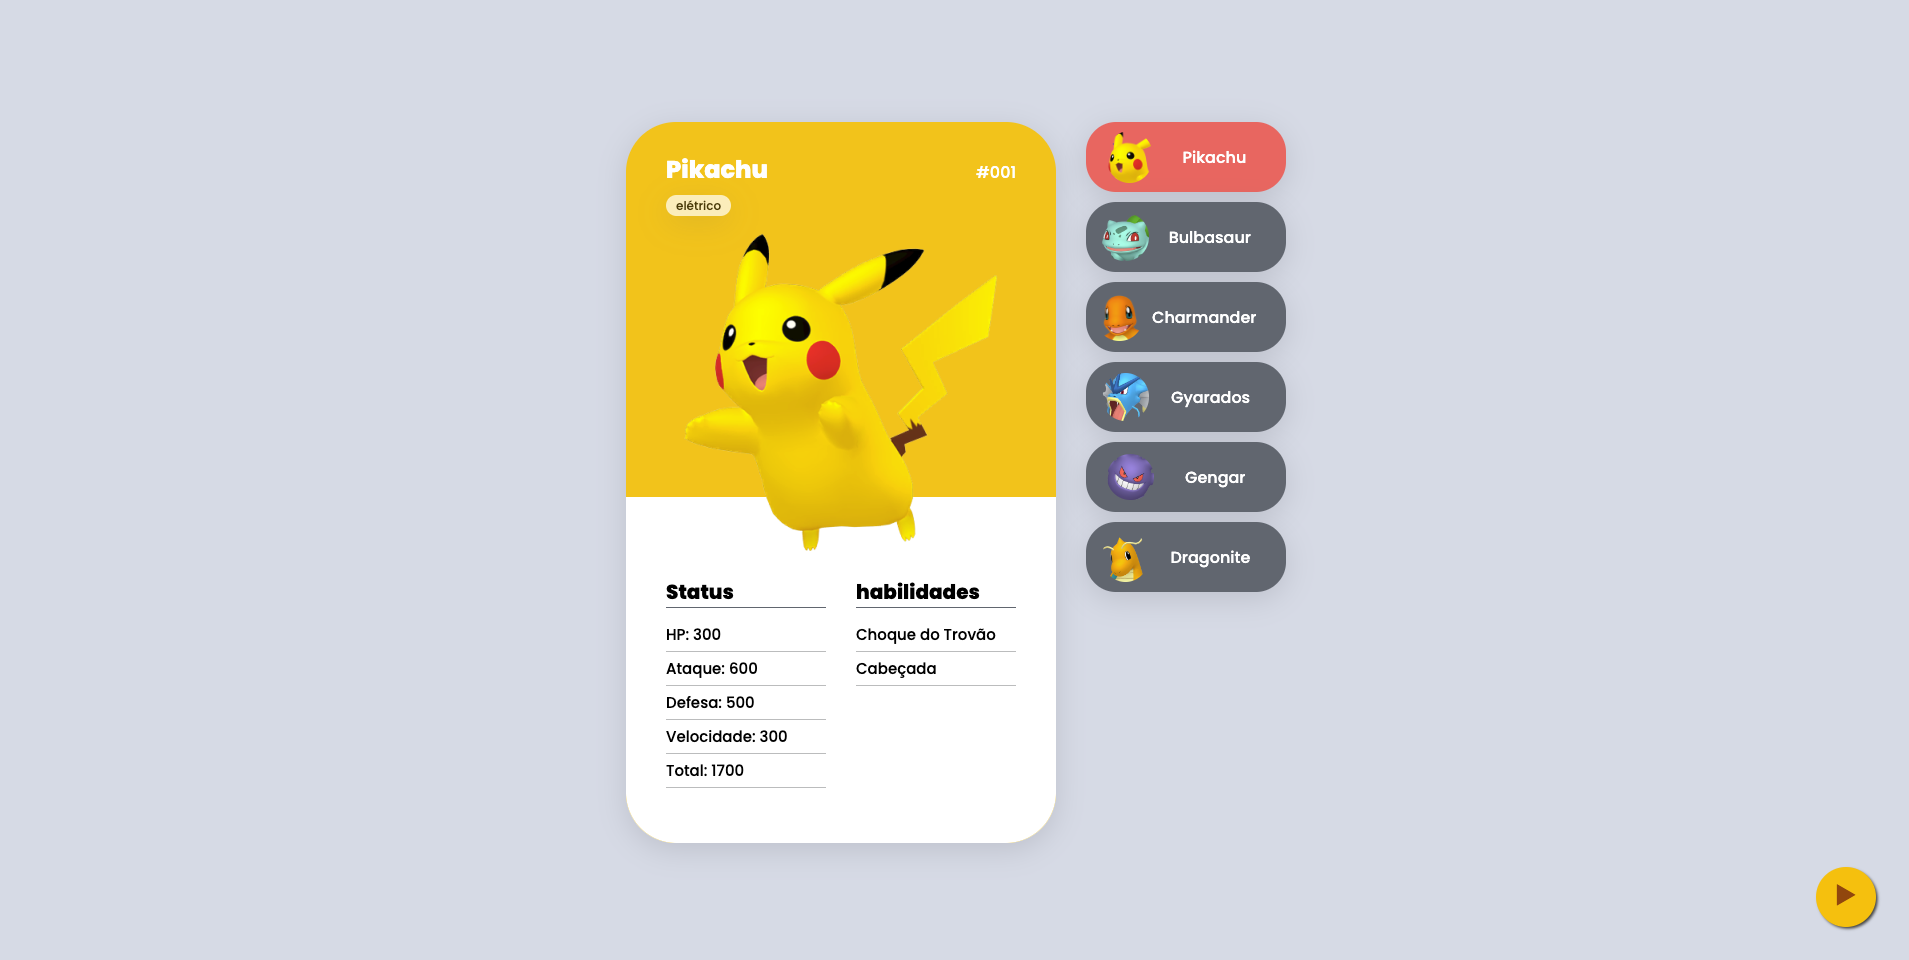 Pikachu
#001
elétrico
Status
HP: 300
Ataque: 600
Defesa: 500
Velocidade: 300
Total: 1700
habilidades
Choque do Trovão
Cabeçada
Pikachu
Bulbasaur
Charmander
Gyarados
Gengar
Dragonite